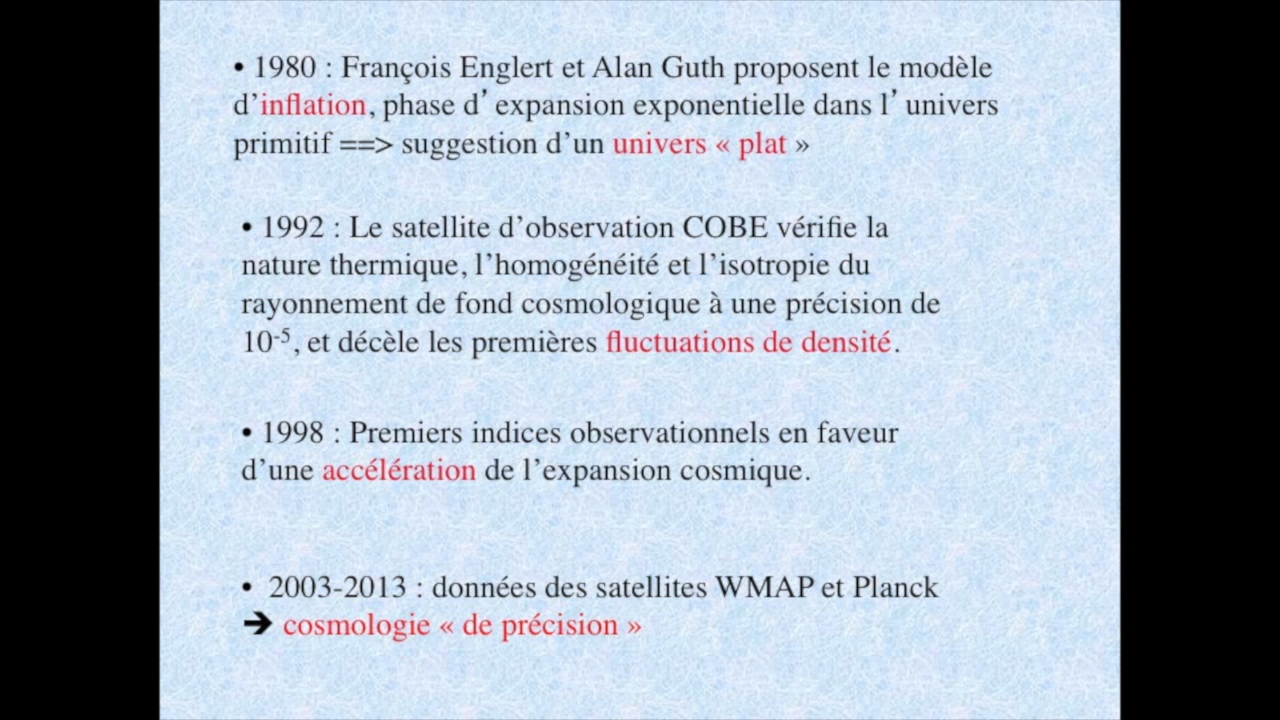 • 1980 : François Englert et Alan Guth proposent le modèle
d’inflation, phase d’expansion exponentielle dans l’univers
primitif ==> suggestion d’un univers « plat »
• 1992 : Le satellite d’observation COBE vérifie la
nature thermique, l’homogénéité et l’isotropie du
rayonnement de fond cosmologique à une précision de
10⁻⁵, et décèle les premières fluctuations de densité.
• 1998 : Premiers indices observationnels en faveur
d’une accélération de l’expansion cosmique.
• 2003-2013 : données des satellites WMAP et Planck
➔ cosmologie « de précision »